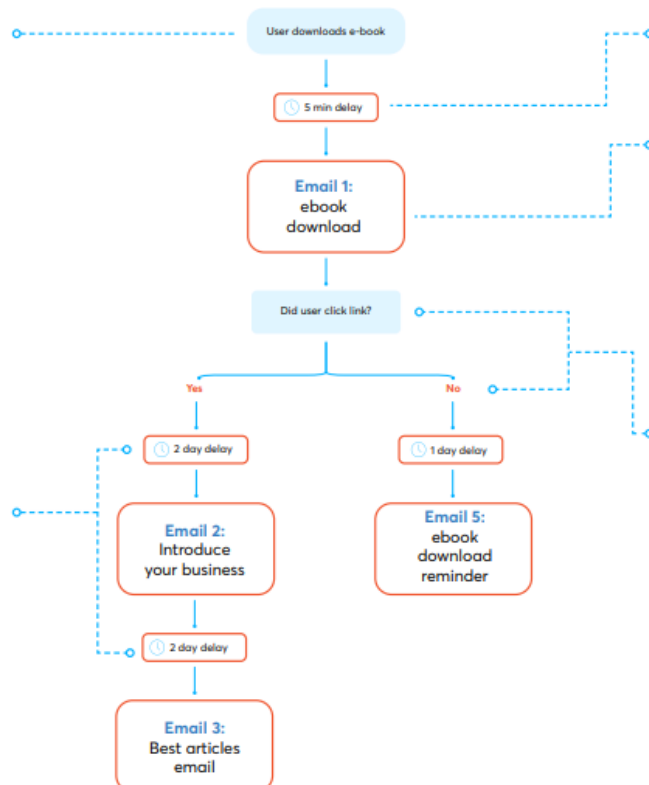 User downloads e-book
5 min delay
Email 1:
ebook
download
Did user click link?
Yes
No
2 day delay
1 day delay
Email 2:
Introduce
your business
Email 5:
ebook
download
reminder
2 day delay
Email 3:
Best articles
email